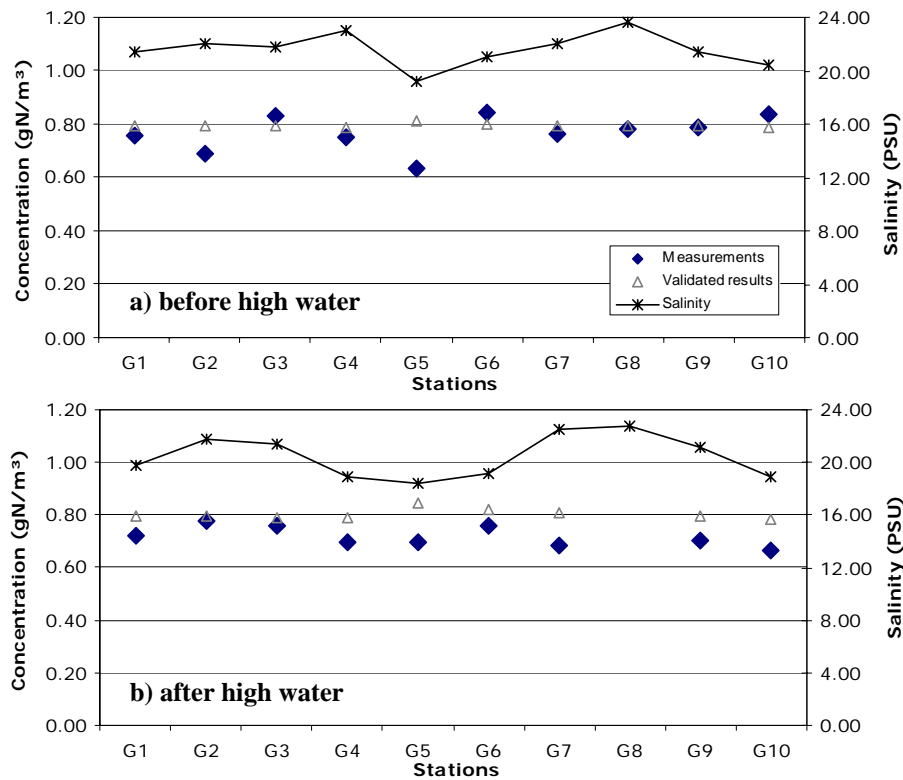 1.20
1.00
0.80
0.60
0.40
0.20
0.00
Concentration (gN/m³)
24.00
20.00
16.00
12.00
8.00
4.00
0.00
Salinity (PSU)
Measurements
Validated results
Salinity
a) before high water
G1 G2 G3 G4 G5 G6 G7 G8 G9 G10
Stations
1.20
1.00
0.80
0.60
0.40
0.20
0.00
Concentration (gN/m³)
24.00
20.00
16.00
12.00
8.00
4.00
0.00
Salinity (PSU)
b) after high water
G1 G2 G3 G4 G5 G6 G7 G8 G9 G10
Stations